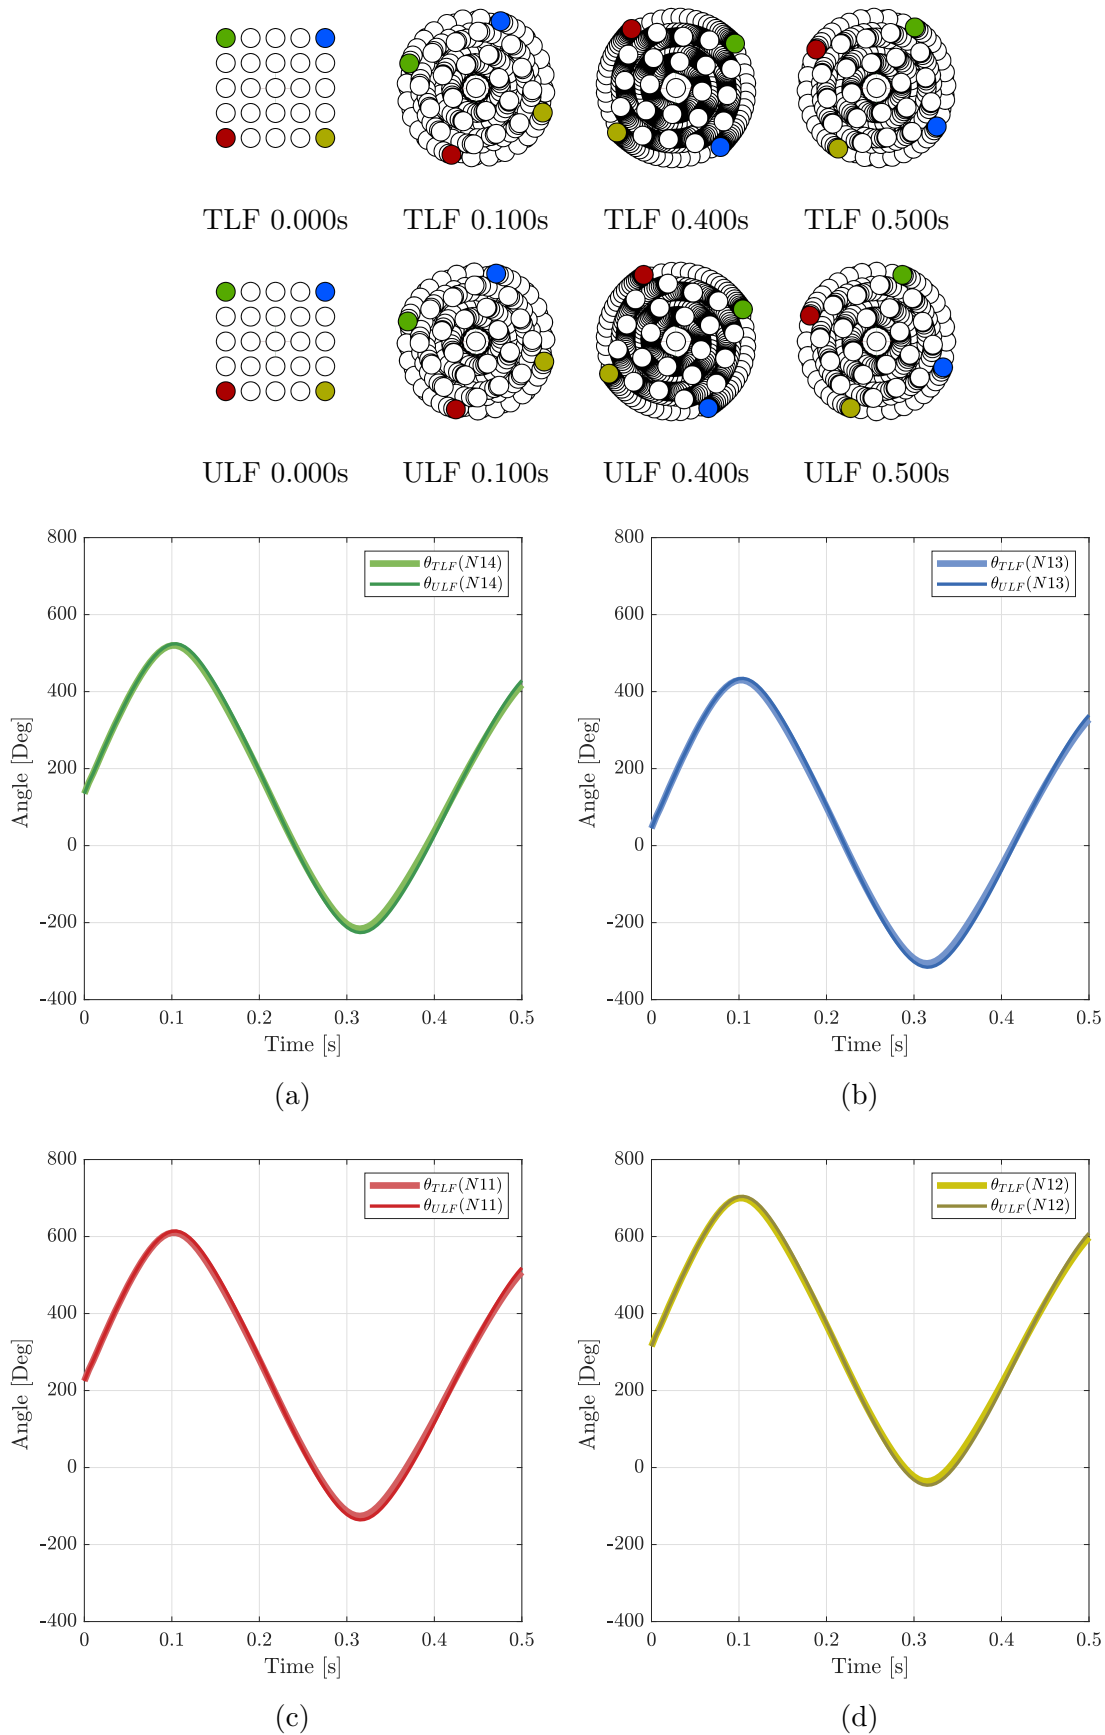 TLF 0.000s TLF 0.100s TLF 0.400s TLF 0.500s
ULF 0.000s ULF 0.100s ULF 0.400s ULF 0.500s
800
600
400
200
0
-200
-400
Angle [Deg]
θTLF(N14)
θULF(N14)
0 0.1 0.2 0.3 0.4 0.5
Time [s]
(a)
800
600
400
200
0
-200
-400
Angle [Deg]
θTLF(N13)
θULF(N13)
0 0.1 0.2 0.3 0.4 0.5
Time [s]
(b)
800
600
400
200
0
-200
-400
Angle [Deg]
θTLF(N11)
θULF(N11)
0 0.1 0.2 0.3 0.4 0.5
Time [s]
(c)
800
600
400
200
0
-200
-400
Angle [Deg]
θTLF(N12)
θULF(N12)
0 0.1 0.2 0.3 0.4 0.5
Time [s]
(d)